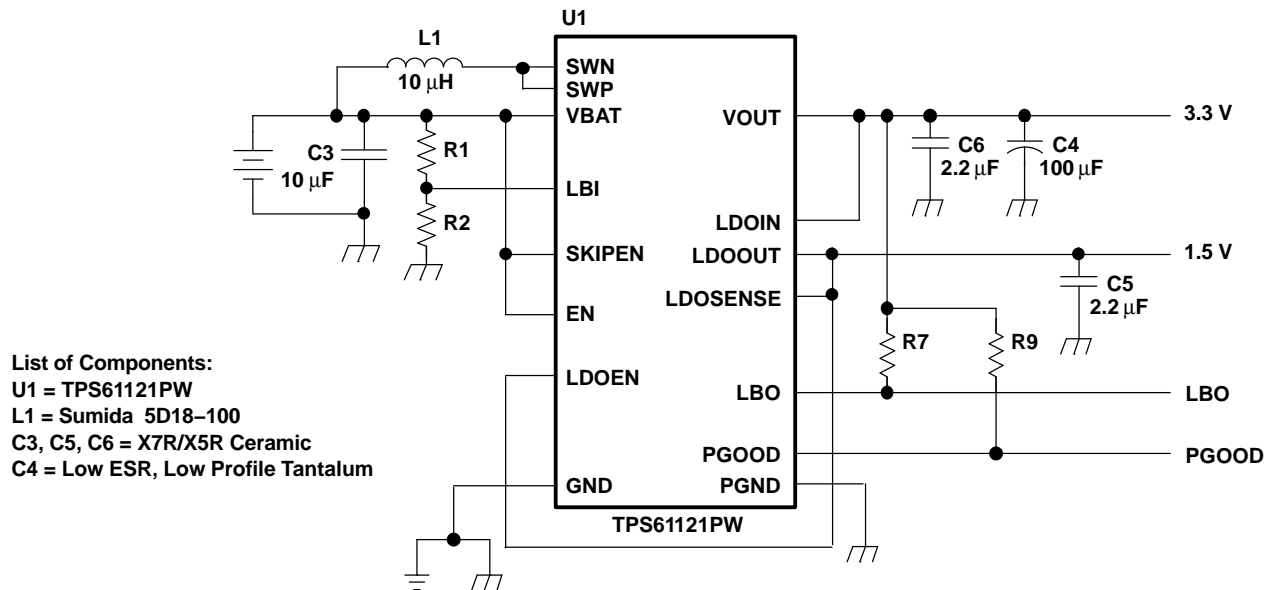 U1
L1
10 μH
SWN
SWP
VBAT
VOUT
3.3 V
C3
10 μF
R1
C6
2.2 μF
C4
100 μF
LBI
R2
LDOIN
SKIPEN
LDOOUT
1.5 V
LDOSENSE
C5
2.2 μF
EN
R7
R9
List of Components:
U1 = TPS61121PW
L1 = Sumida 5D18–100
C3, C5, C6 = X7R/X5R Ceramic
C4 = Low ESR, Low Profile Tantalum
LDOEN
LBO
LBO
PGOOD
PGOOD
GND
PGND
TPS61121PW